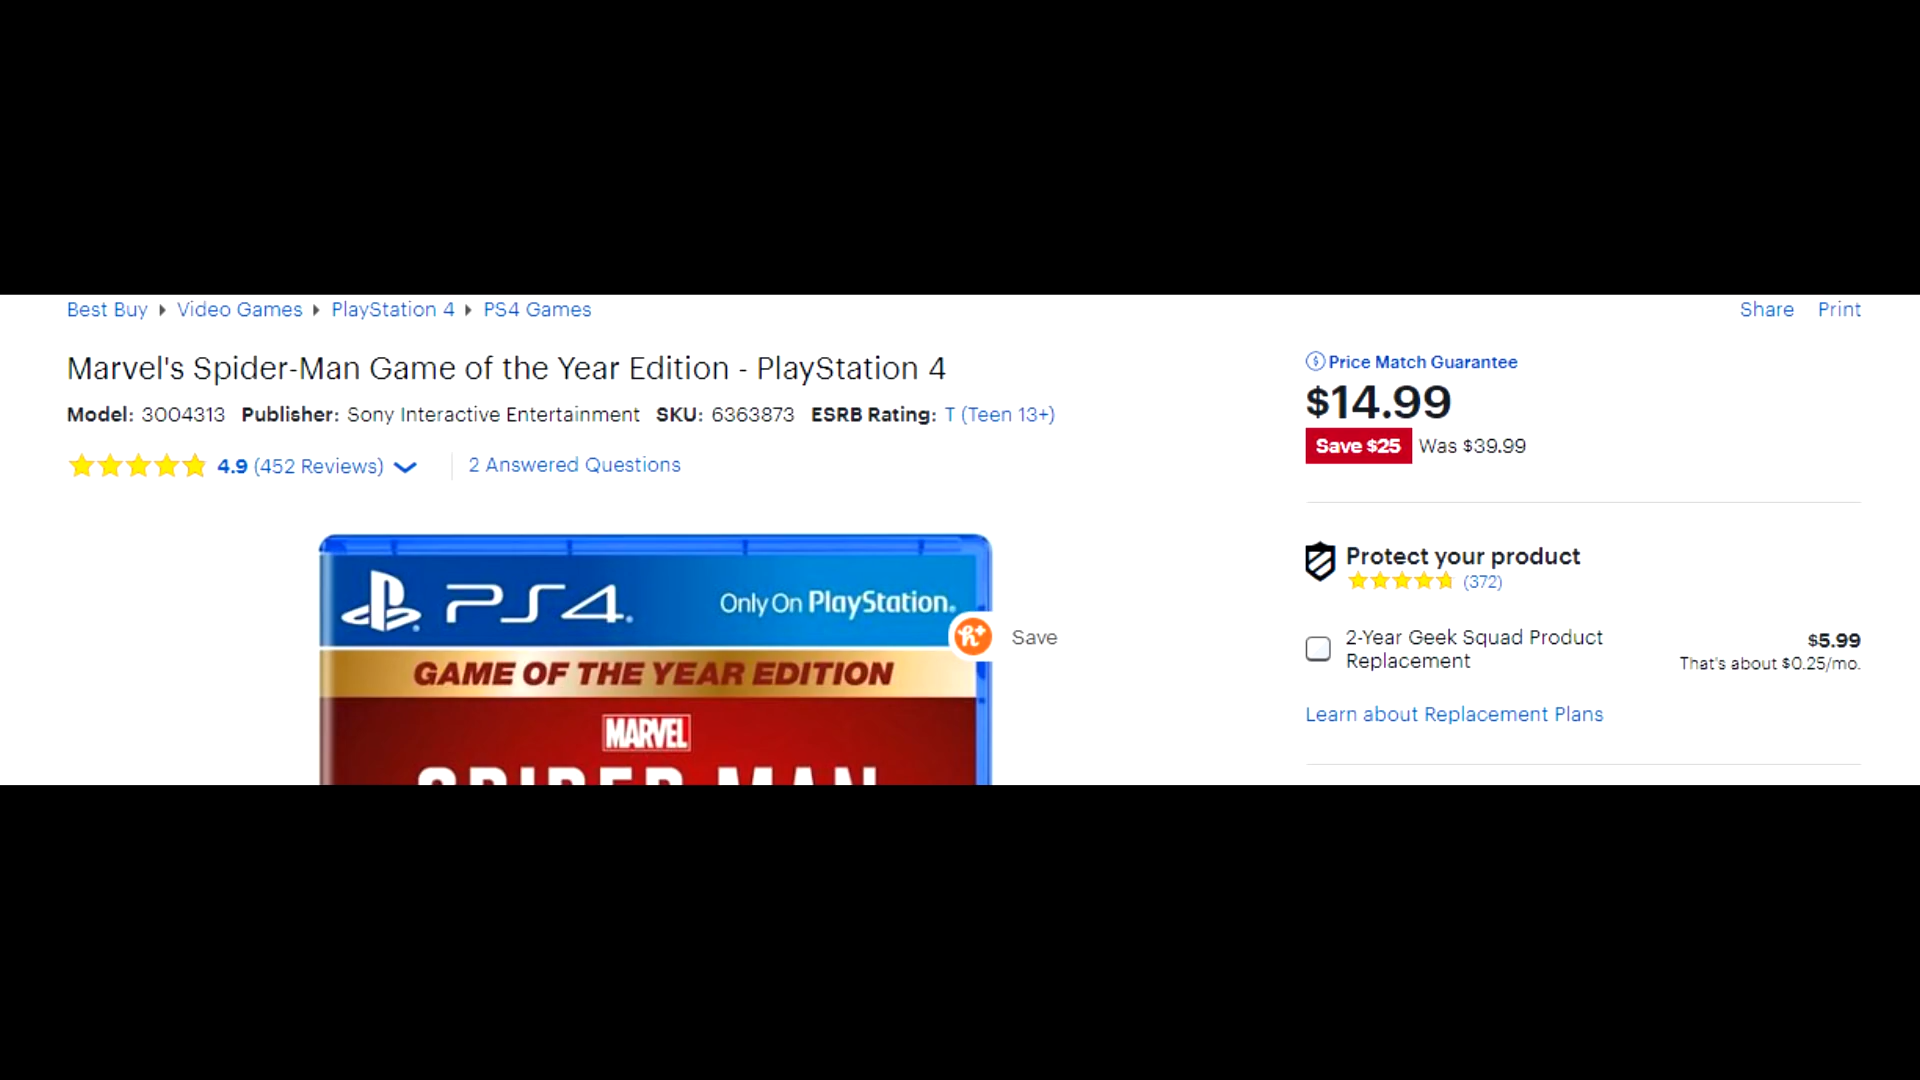 Best Buy Video Games PlayStation 4 PS4 Games
Share Print
Marvel's Spider-Man Game of the Year Edition - PlayStation 4
Model: 3004313 Publisher: Sony Interactive Entertainment SKU: 6363873 ESRB Rating: T (Teen 13+)
4.9 (452 Reviews) 2 Answered Questions
PS4. Only On PlayStation.
Save
GAME OF THE YEAR EDITION
MARVEL
SPIDER-MAN
Price Match Guarantee
$14.99
Save $25 Was $39.99
Protect your product
(372)
2-Year Geek Squad Product $5.99
Replacement That's about $0.25/mo.
Learn about Replacement Plans